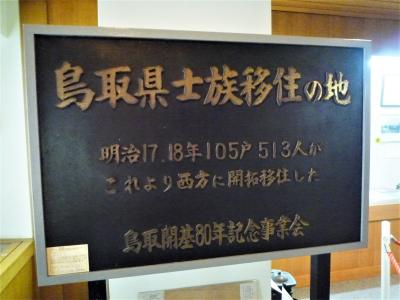 鳥取県士族移住の地
明治17.18年105戸513人が
これより西方に開拓移住した
鳥取開基80年記念事業会